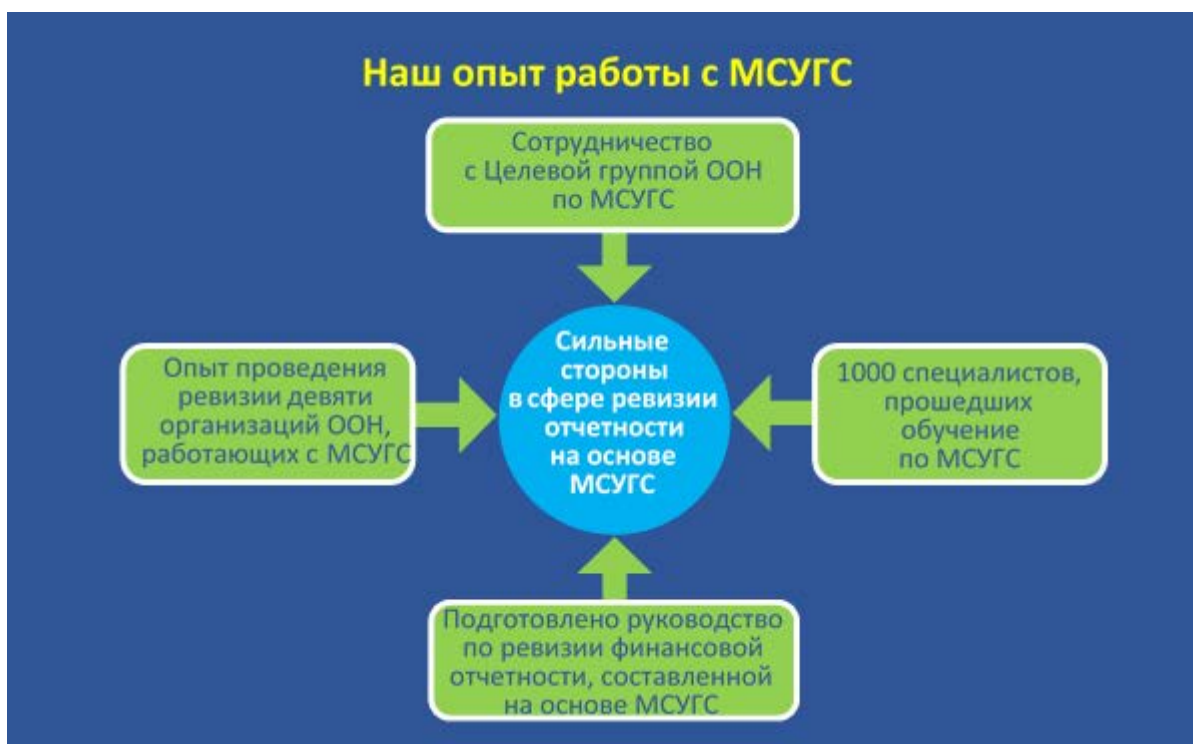 Наш опыт работы с МСУГС
Сотрудничество
с Целевой группой ООН
по МСУГС
Опыт проведения
ревизии девяти
организаций ООН,
работающих с МСУГС
Сильные
стороны
в сфере ревизии
отчетности
на основе
МСУГС
1000 специалистов,
прошедших
обучение
по МСУГС
Подготовлено руководство
по ревизии финансовой
отчетности, составленной
на основе МСУГС